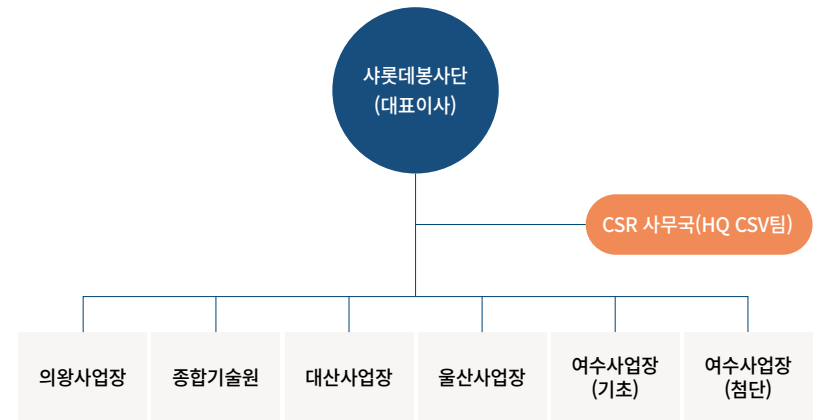 샤롯데봉사단
(대표이사)
CSR 사무국(HQ CSV팀)
의왕사업장
종합기술원
대산사업장
울산사업장
여수사업장
(기초)
여수사업장
(첨단)